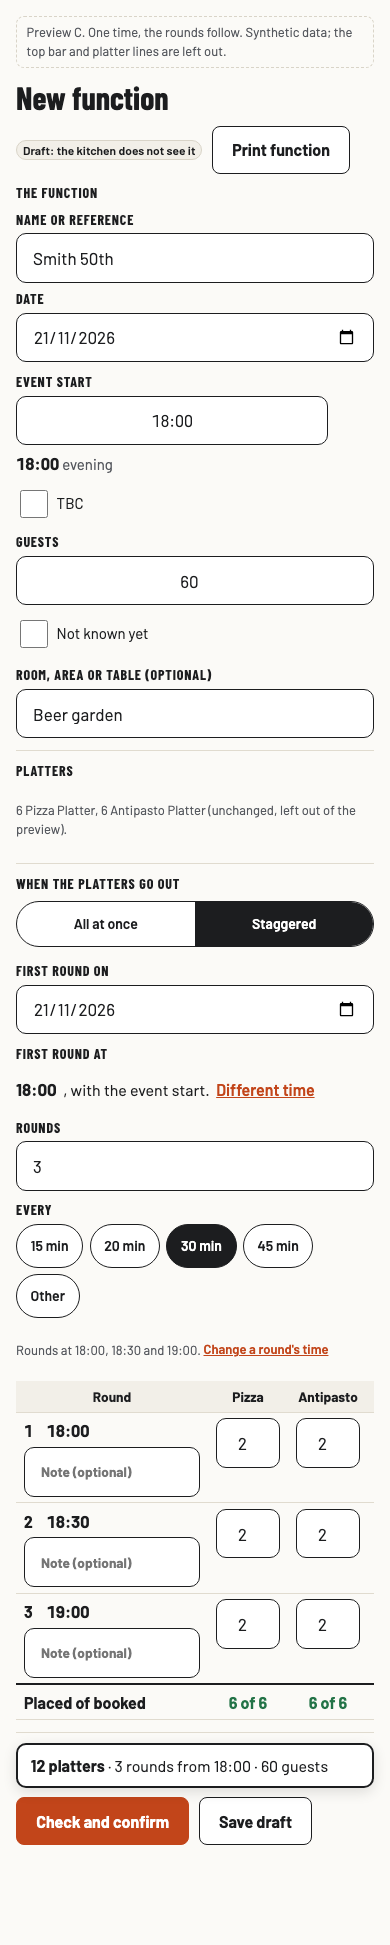 Preview C. One time, the rounds follow. Synthetic data; the
top bar and platter lines are left out.
New function
Draft: the kitchen does not see it
Print function
THE FUNCTION
NAME OR REFERENCE
Smith 50th
DATE
21/11/2026
EVENT START
18:00
18:00 evening
TBC
GUESTS
60
Not known yet
ROOM, AREA OR TABLE (OPTIONAL)
Beer garden
PLATTERS
6 Pizza Platter, 6 Antipasto Platter (unchanged, left out of the
preview).
WHEN THE PLATTERS GO OUT
All at once
Staggered
FIRST ROUND ON
21/11/2026
FIRST ROUND AT
18:00 , with the event start. Different time
ROUNDS
3
EVERY
15 min
20 min
30 min
45 min
Other
Rounds at 18:00, 18:30 and 19:00. Change a round's time
Round Pizza Antipasto
1 18:00
2 2
Note (optional)
2 18:30
2 2
Note (optional)
3 19:00
2 2
Note (optional)
Placed of booked 6 of 6 6 of 6
12 platters · 3 rounds from 18:00 · 60 guests
Check and confirm
Save draft